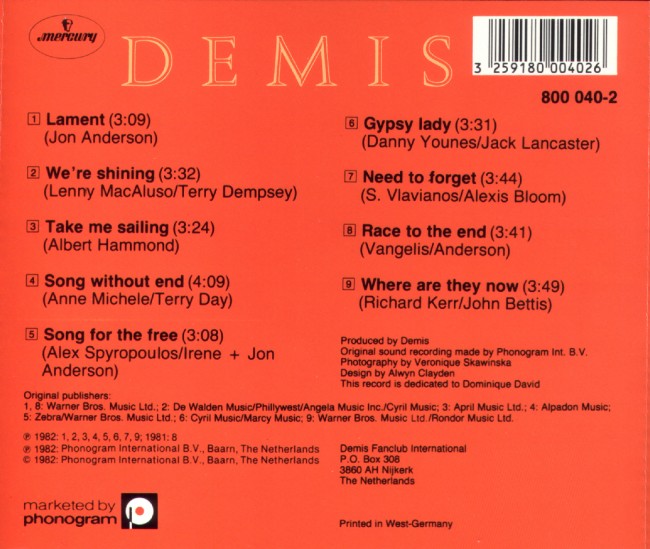 mercury
DEMIS
3 259180 004026
800 040-2
1 Lament (3:09)
(Jon Anderson)
2 We're shining (3:32)
(Lenny MacAluso/Terry Dempsey)
3 Take me sailing (3:24)
(Albert Hammond)
4 Song without end (4:09)
(Anne Michele/Terry Day)
5 Song for the free (3:08)
(Alex Spyropoulos/Irene + Jon
Anderson)
6 Gypsy lady (3:31)
(Danny Younes/Jack Lancaster)
7 Need to forget (3:44)
(S. Vlavianos/Alexis Bloom)
8 Race to the end (3:41)
(Vangelis/Anderson)
9 Where are they now (3:49)
(Richard Kerr/John Bettis)
Produced by Demis
Original sound recording made by Phonogram Int. B.V.
Photography by Veronique Skawinska
Design by Alwyn Clayden
This record is dedicated to Dominique David
Original publishers:
1, 8: Warner Bros. Music Ltd.; 2: De Walden Music/Phillywest/Angela Music Inc./Cyril Music; 3: April Music Ltd.; 4: Alpadon Music;
5: Zebra/Warner Bros. Music Ltd.; 6: Cyril Music/Marcy Music; 9: Warner Bros. Music Ltd./Rondor Music Ltd.
℗ 1982: 1, 2, 3, 4, 5, 6, 7, 9; 1981: 8
℗ 1982: Phonogram International B.V., Baarn, The Netherlands
© 1982: Phonogram International B.V., Baarn, The Netherlands
Demis Fanclub International
P.O. Box 308
3860 AH Nijkerk
The Netherlands
marketed by
phonogram
Printed in West-Germany